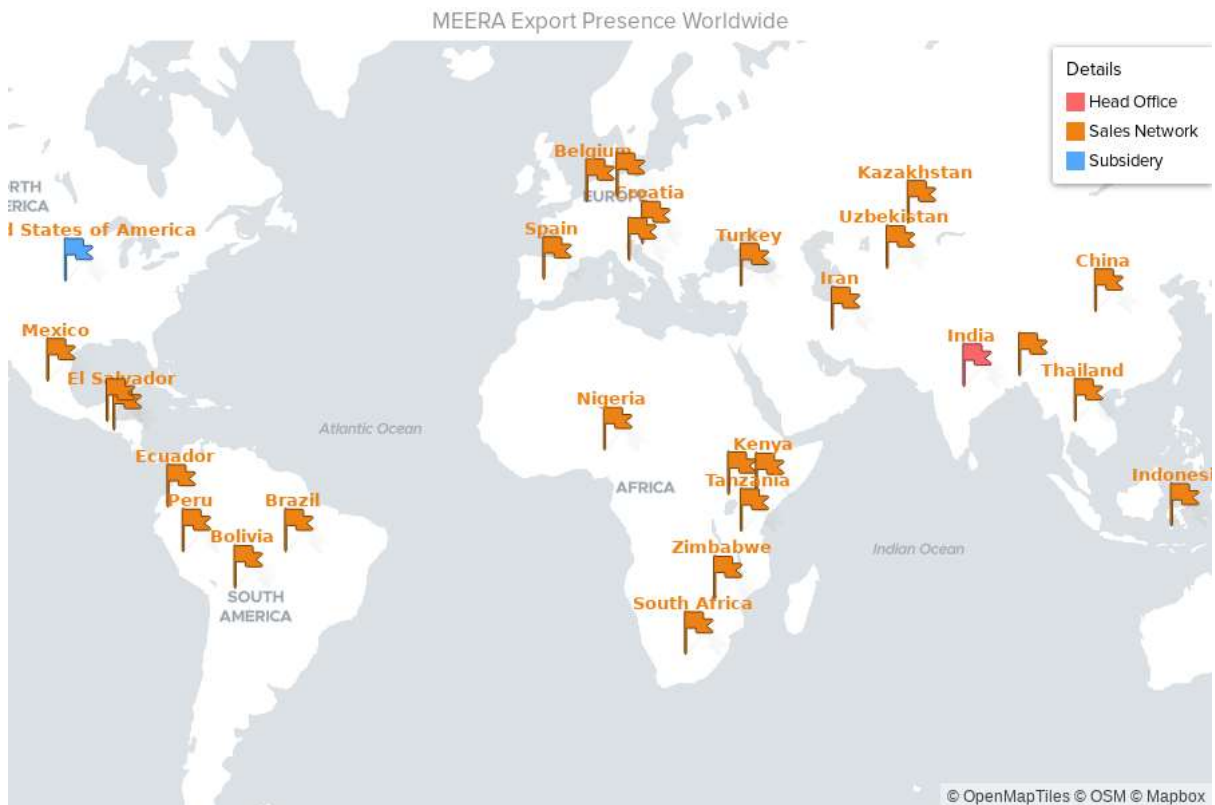 MEERA Export Presence Worldwide
Details
Head Office
Sales Network
Subsidery
Belgium
Kazakhstan
RTH
ERICA
EUROPE
Croatia
Uzbekistan
d States of America
Spain
Turkey
China
Iran
Mexico
India
El Salvador
Thailand
Nigeria
Atlantic Ocean
Kenya
Ecuador
Tanzania
Indonesi
AFRICA
Peru
Brazil
Bolivia
Zimbabwe
Indian Ocean
SOUTH
AMERICA
South Africa
© OpenMapTiles © OSM © Mapbox